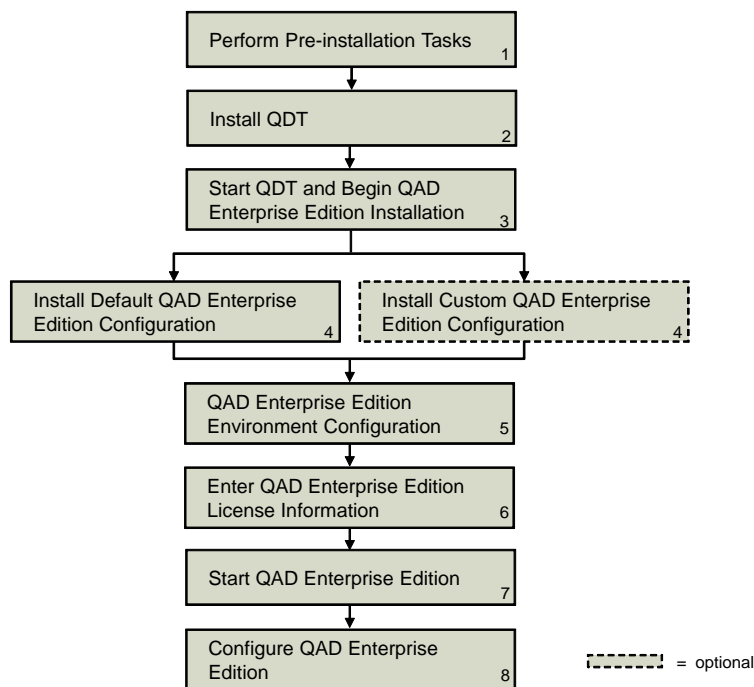 Perform Pre-installation Tasks
1
Install QDT
2
Start QDT and Begin QAD
Enterprise Edition Installation
3
Install Default QAD Enterprise
Edition Configuration
4
Install Custom QAD Enterprise
Edition Configuration
4
QAD Enterprise Edition
Environment Configuration
5
Enter QAD Enterprise Edition
License Information
6
Start QAD Enterprise Edition
7
Configure QAD Enterprise
Edition
8
= optional